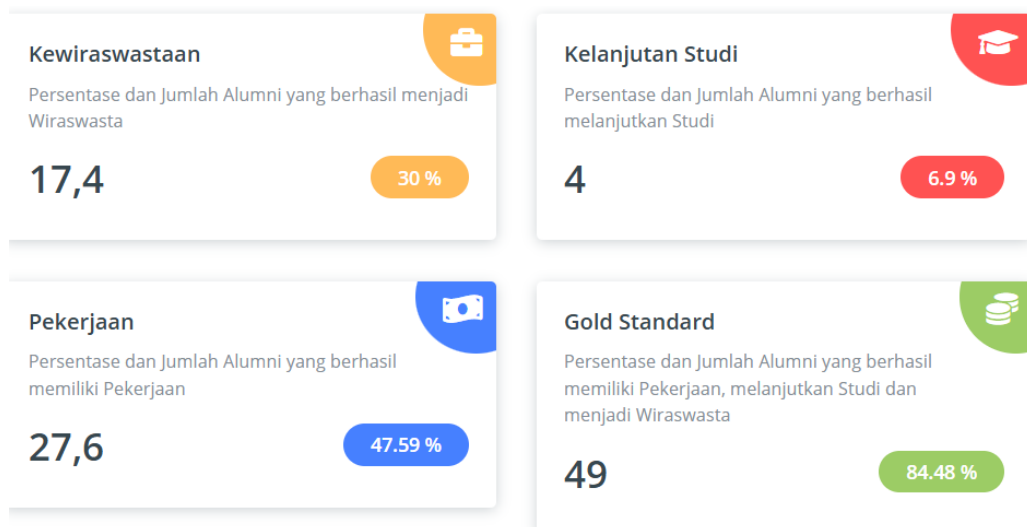 Kewiraswastaan
Persentase dan Jumlah Alumni yang berhasil menjadi
Wiraswasta
17,4
30 %
Kelanjutan Studi
Persentase dan Jumlah Alumni yang berhasil
melanjutkan Studi
4
6.9 %
Pekerjaan
Persentase dan Jumlah Alumni yang berhasil
memiliki Pekerjaan
27,6
47.59 %
Gold Standard
Persentase dan Jumlah Alumni yang berhasil
memiliki Pekerjaan, melanjutkan Studi dan
menjadi Wiraswasta
49
84.48 %